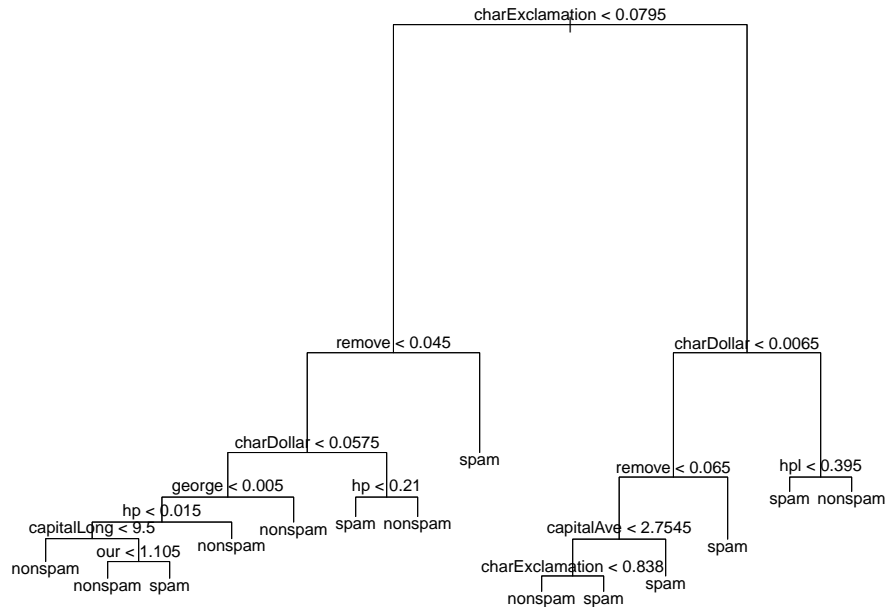 charExclamation < 0.0795
remove < 0.045
charDollar < 0.0065
charDollar < 0.0575
spam
remove < 0.065
hpl < 0.395
george < 0.005
hp < 0.21
spam nonspam
hp < 0.015
nonspam
spam nonspam
capitalLong < 9.5
nonspam
capitalAve < 2.7545
spam
our < 1.105
nonspam
charExclamation < 0.838
spam
nonspam spam
nonspam spam